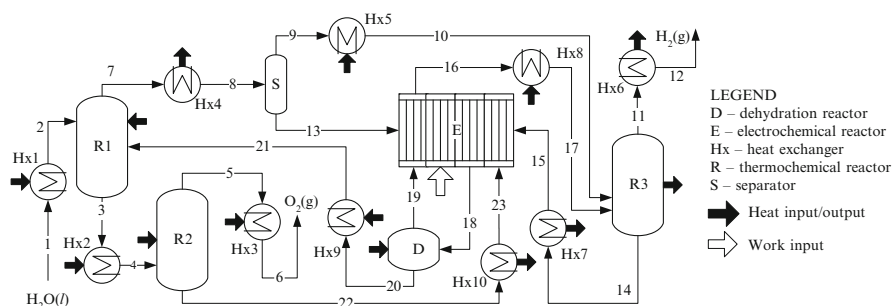 9
Hx5
10
H₂(g)
7
Hx4
8
S
16
Hx8
Hx6
12
2
R1
13
E
11
LEGEND
D – dehydration reactor
E – electrochemical reactor
Hx – heat exchanger
R – thermochemical reactor
S – separator
Heat input/output
Work input
Hx1
21
15
17
R3
3
5
O₂(g)
19
18
23
1
Hx2
4
R2
Hx3
6
Hx9
D
Hx10
Hx7
20
14
H₂O(l)
22